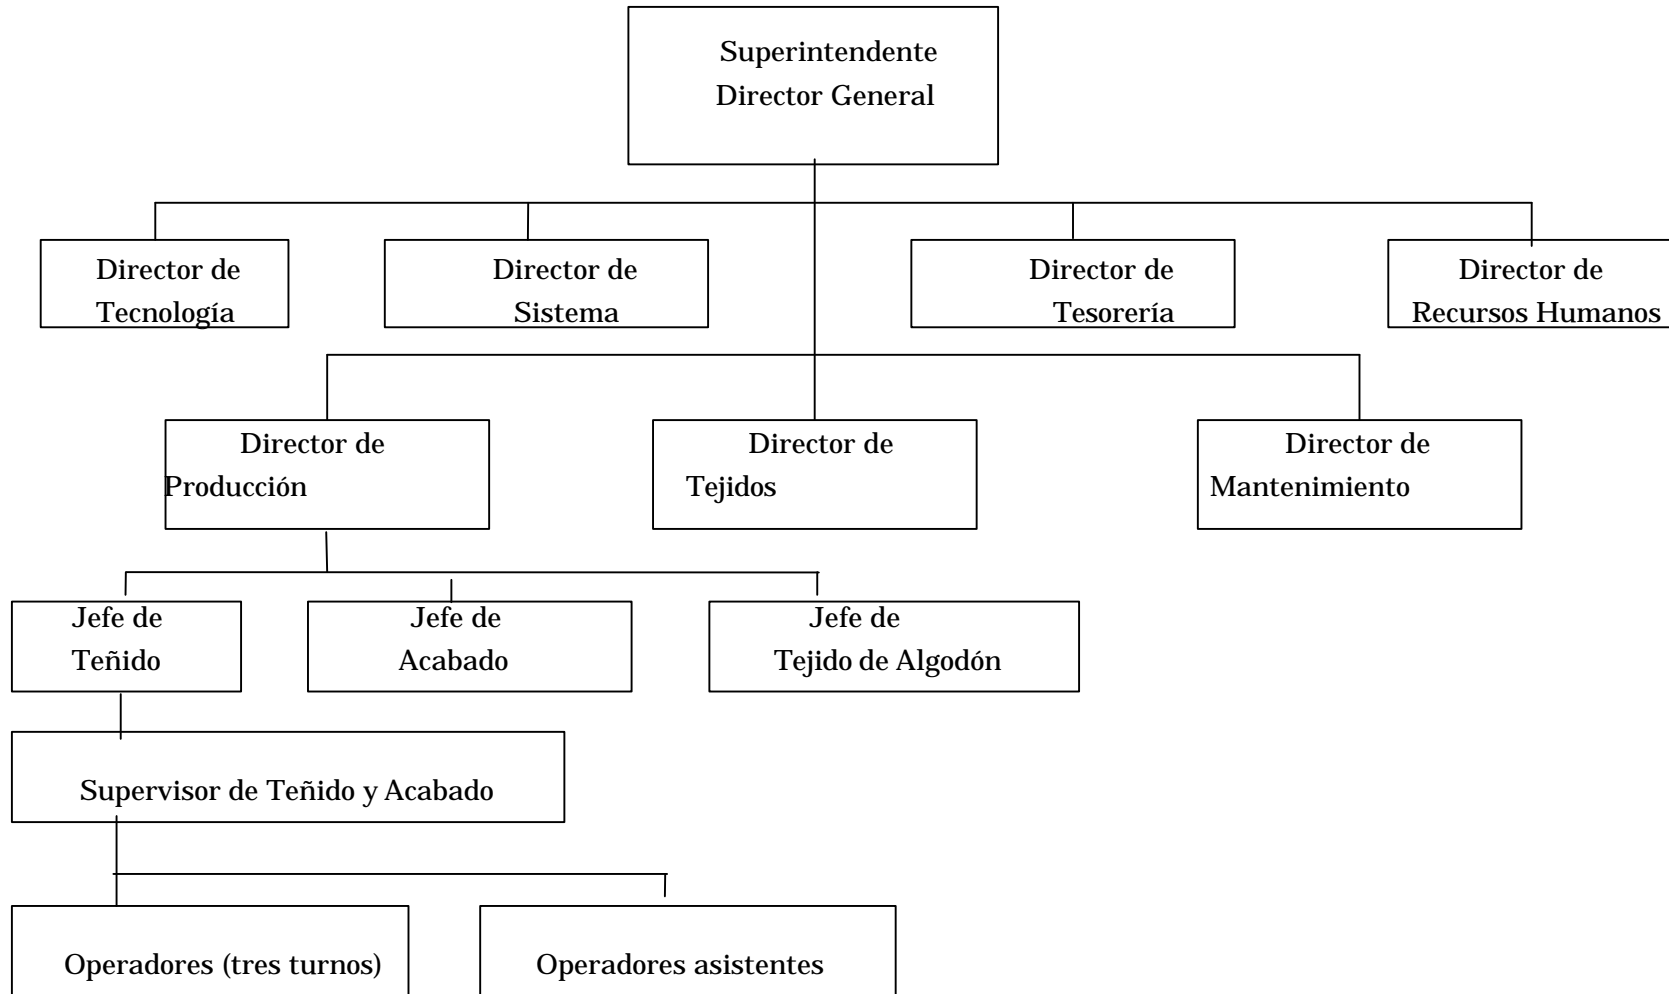 Superintendente
Director General
Director de
Tecnología
Director de
Sistema
Director de
Tesorería
Director de
Recursos Humanos
Director de
Producción
Director de
Tejidos
Director de
Mantenimiento
Jefe de
Teñido
Jefe de
Acabado
Jefe de
Tejido de Algodón
Supervisor de Teñido y Acabado
Operadores (tres turnos)
Operadores asistentes